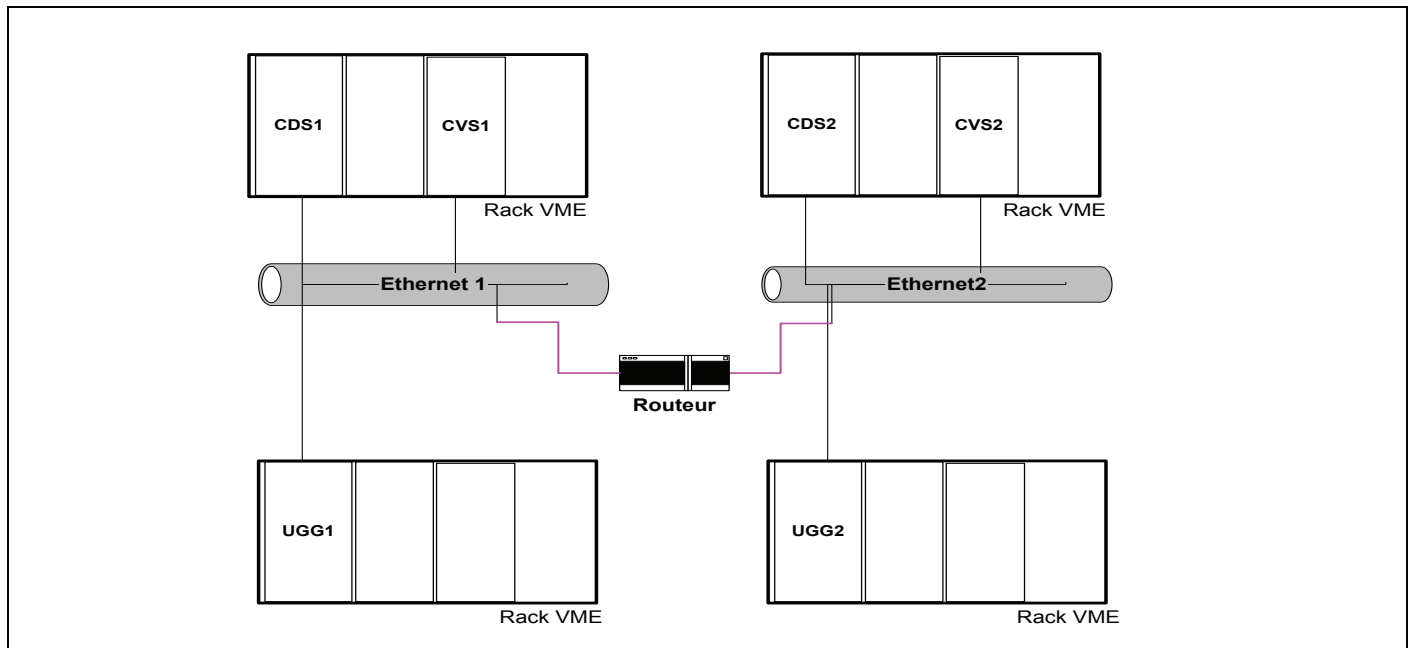 CDS1
CVS1
CDS2
CVS2
Rack VME
Rack VME
Ethernet 1
Ethernet2
Routeur
UGG1
UGG2
Rack VME
Rack VME